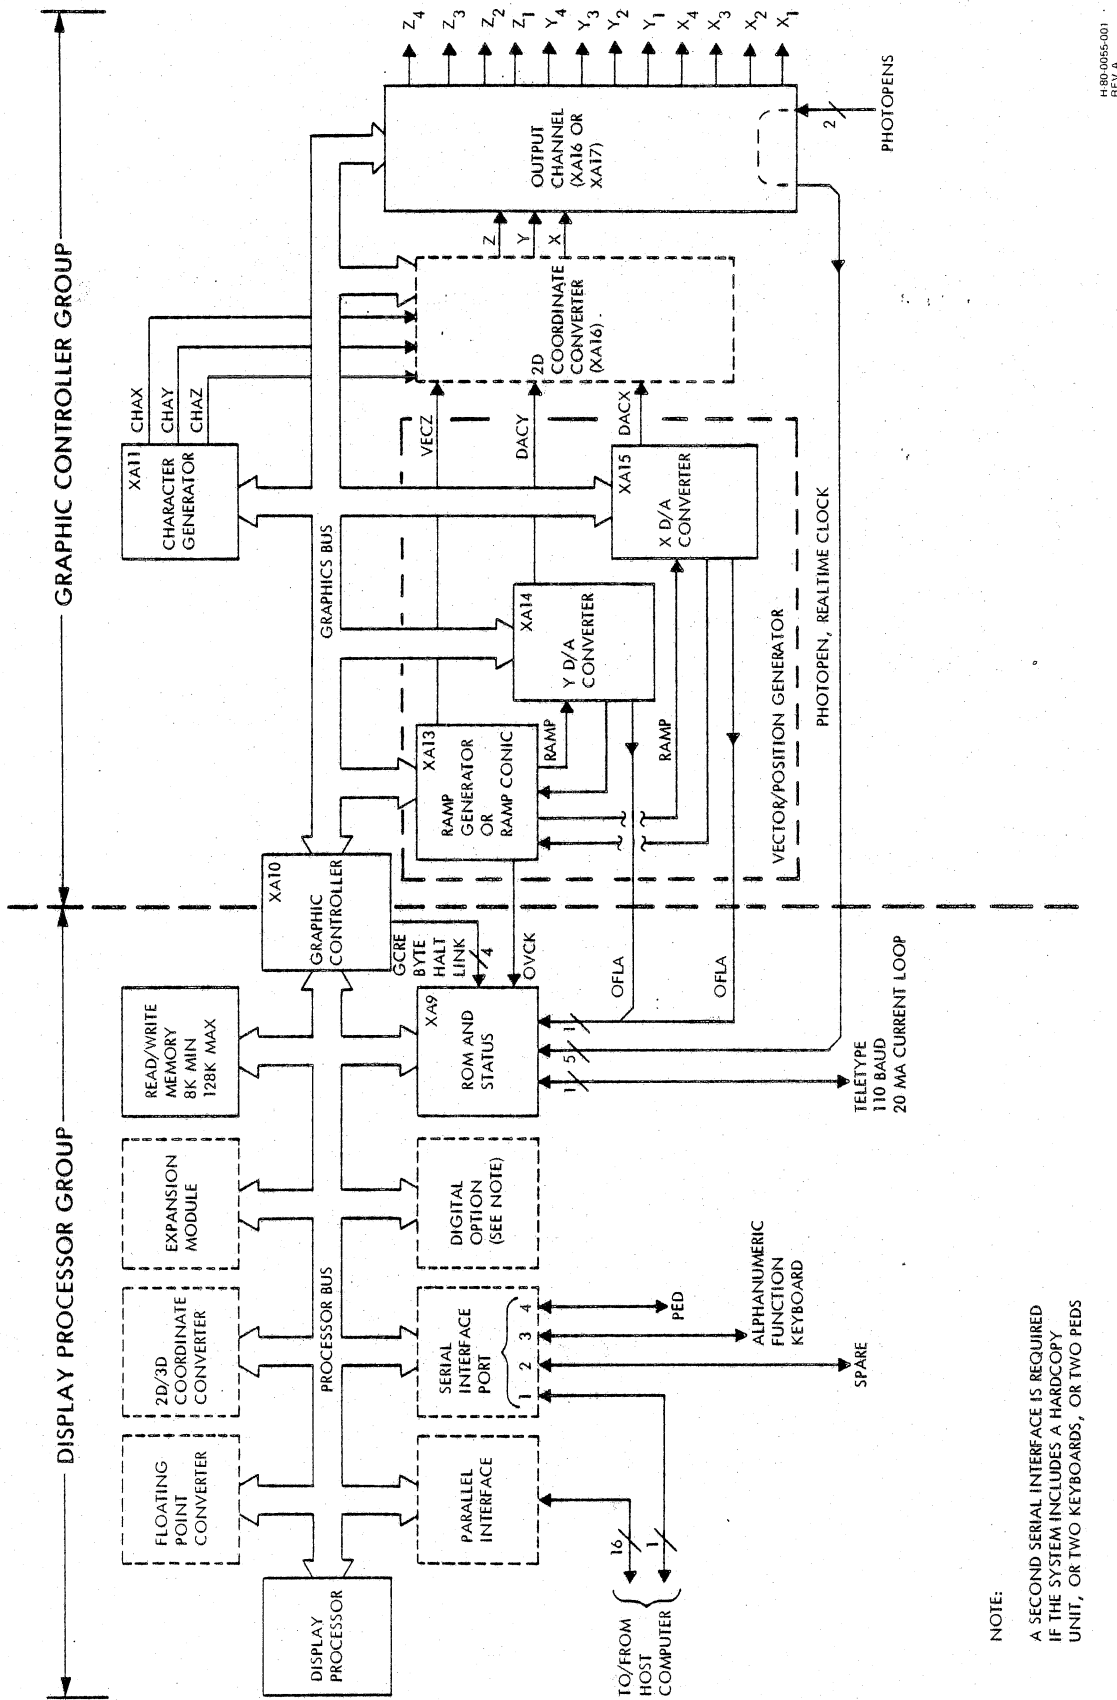 DISPLAY PROCESSOR GROUP
GRAPHIC CONTROLLER GROUP
FLOATING
POINT
CONVERTER
2D/3D
COORDINATE
CONVERTER
EXPANSION
MODULE
READ/WRITE
MEMORY
8K MIN
128K MAX
XA11
CHARACTER
GENERATOR
CHAX
CHAY
CHAZ
DISPLAY
PROCESSOR
PROCESSOR BUS
XA10
GRAPHIC
CONTROLLER
GRAPHICS BUS
PARALLEL
INTERFACE
SERIAL
INTERFACE
PORT
1 2 3 4
DIGITAL
OPTION
(SEE NOTE)
XA9
ROM AND
STATUS
GCRE
BYTE
HALT
LINK
4
OVCK
XA13
RAMP
GENERATOR
OR
RAMP CONIC
RAMP
XA14
Y D/A
CONVERTER
RAMP
XA15
X D/A
CONVERTER
VECZ
DACY
DACX
2D
COORDINATE
CONVERTER
(XA16)
Z
Y
X
OUTPUT
CHANNEL
(XA16 OR
XA17)
Z4
Z3
Z2
Z1
Y4
Y3
Y2
Y1
X4
X3
X2
X1
2
PHOTOPENS
OFLA
OFLA
1
5
1
VECTOR/POSITION GENERATOR
PHOTOPEN, REALTIME CLOCK
TELETYPE
110 BAUD
20 MA CURRENT LOOP
16
1
TO/FROM
HOST
COMPUTER
PED
ALPHANUMERIC
FUNCTION
KEYBOARD
SPARE
NOTE:
A SECOND SERIAL INTERFACE IS REQUIRED
IF THE SYSTEM INCLUDES A HARDCOPY
UNIT, OR TWO KEYBOARDS, OR TWO PEDS
H-80-0055-001
REV A